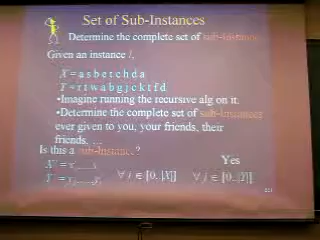 Set of Sub-Instances
Determine the complete set of sub-Instances.
Given an instance I,
X = a s b e t c h d a
Y = r t w a b g j c k t f d
•Imagine running the recursive alg on it.
•Determine the complete set of sub-Instances
ever given to you, your friends, their
friends, …
Is this a sub-Instance?
Yes
∀ i ∈ [0..|X|]
∀ j ∈ [0..|Y|]